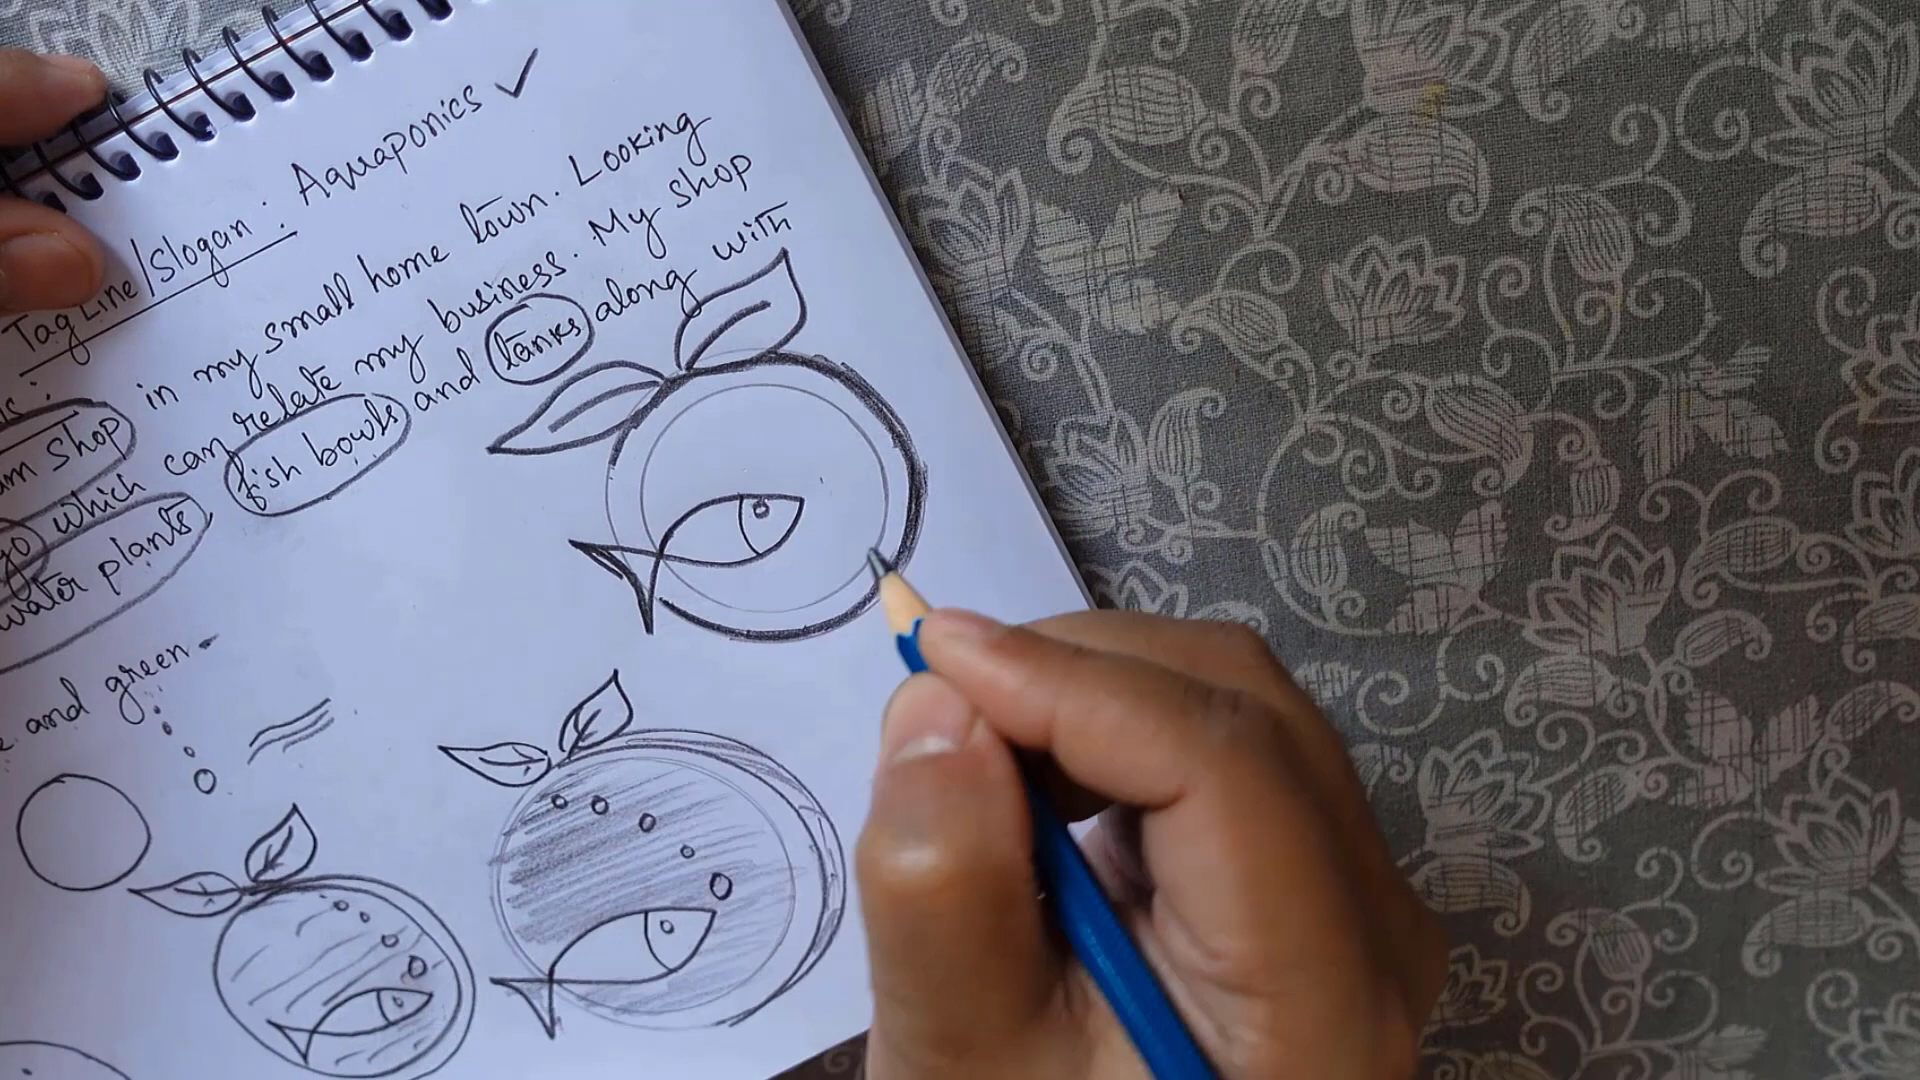 Tag Line/Slogan: Aquaponics ✓
in my small home town. Looking
shop
which can relate my business. My shop
water plants, fish bowls and tanks along with
and green.